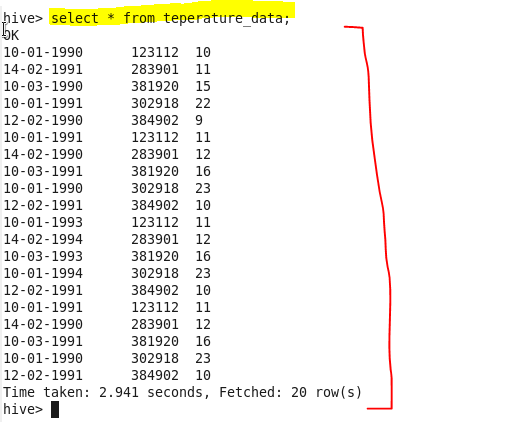 hive> select * from teperature_data;
OK
10-01-1990 123112 10
14-02-1991 283901 11
10-03-1990 381920 15
10-01-1991 302918 22
12-02-1990 384902 9
10-01-1991 123112 11
14-02-1990 283901 12
10-03-1991 381920 16
10-01-1990 302918 23
12-02-1991 384902 10
10-01-1993 123112 11
14-02-1994 283901 12
10-03-1993 381920 16
10-01-1994 302918 23
12-02-1991 384902 10
10-01-1991 123112 11
14-02-1990 283901 12
10-03-1991 381920 16
10-01-1990 302918 23
12-02-1991 384902 10
Time taken: 2.941 seconds, Fetched: 20 row(s)
hive>